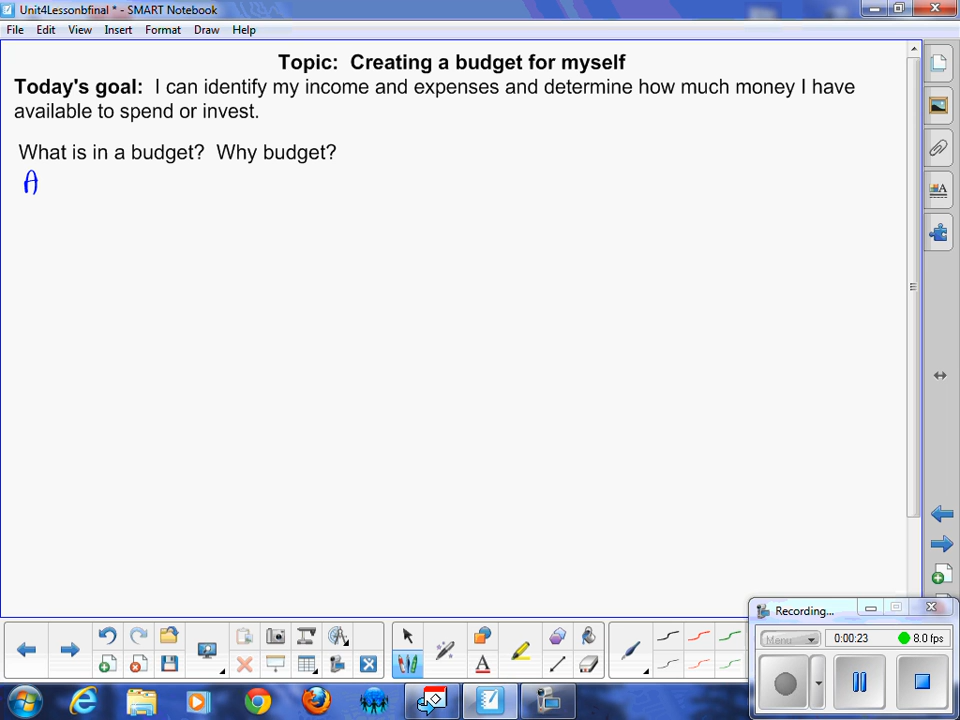 Unit4Lessonbfinal * - SMART Notebook
File Edit View Insert Format Draw Help
Topic: Creating a budget for myself
Today's goal: I can identify my income and expenses and determine how much money I have
available to spend or invest.
What is in a budget? Why budget?
A
Recording...
Menu 0:00:23 8.0 fps